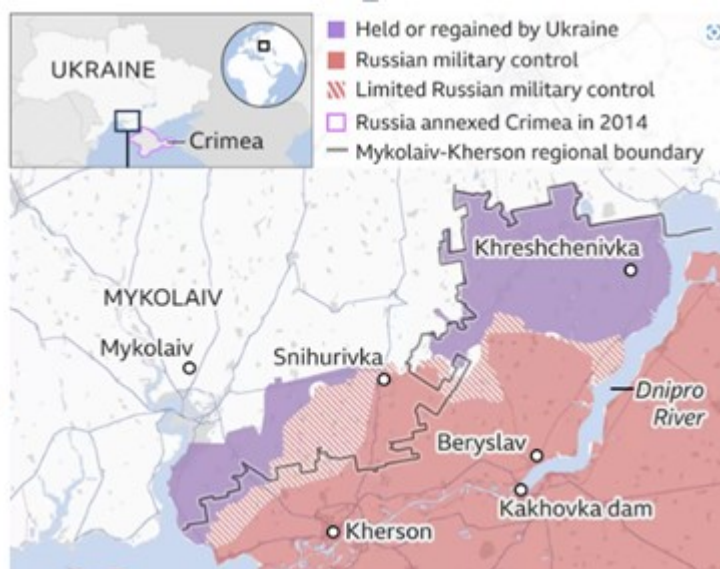 UKRAINE
Crimea
Held or regained by Ukraine
Russian military control
Limited Russian military control
Russia annexed Crimea in 2014
Mykolaiv-Kherson regional boundary
Khreshchenivka
MYKOLAIV
Mykolaiv
Snihurivka
Dnipro
River
Beryslav
Kakhovka dam
Kherson